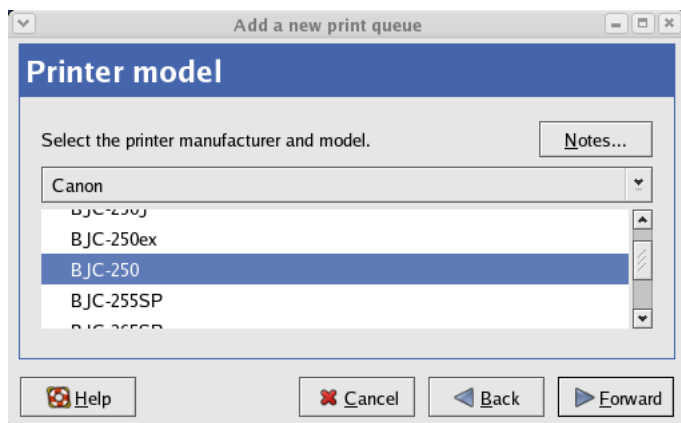 Add a new print queue
Printer model
Select the printer manufacturer and model.
Notes...
Canon
BJC-250ex
BJC-250
BJC-255SP
Help
Cancel
Back
Forward